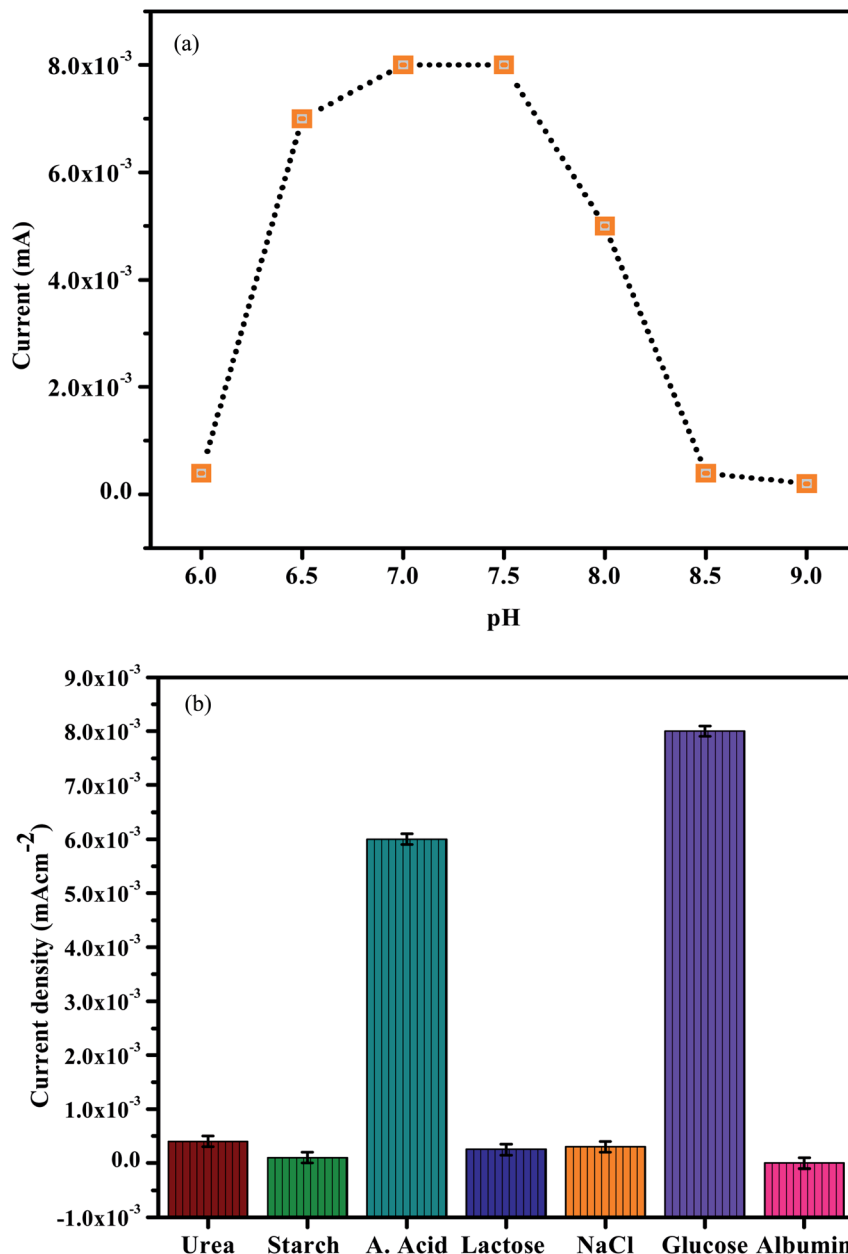 (a)
8.0x10⁻³
6.0x10⁻³
4.0x10⁻³
2.0x10⁻³
0.0
Current (mA)
6.0 6.5 7.0 7.5 8.0 8.5 9.0
pH
(b)
9.0x10⁻³
8.0x10⁻³
7.0x10⁻³
6.0x10⁻³
5.0x10⁻³
4.0x10⁻³
3.0x10⁻³
2.0x10⁻³
1.0x10⁻³
0.0
-1.0x10⁻³
Current density (mAcm⁻²)
Urea Starch A. Acid Lactose NaCl Glucose Albumin